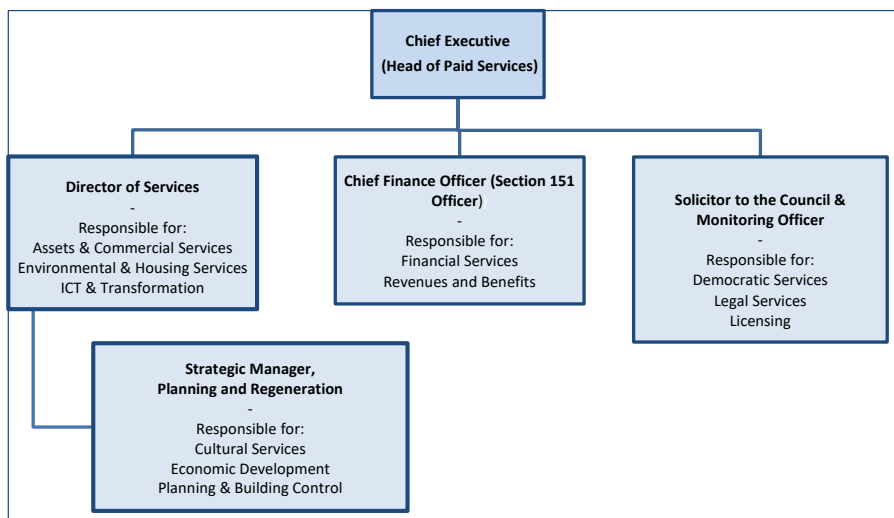 Chief Executive
(Head of Paid Services)
Director of Services
-
Responsible for:
Assets & Commercial Services
Environmental & Housing Services
ICT & Transformation
Chief Finance Officer (Section 151
Officer)
-
Responsible for:
Financial Services
Revenues and Benefits
Solicitor to the Council &
Monitoring Officer
-
Responsible for:
Democratic Services
Legal Services
Licensing
Strategic Manager,
Planning and Regeneration
-
Responsible for:
Cultural Services
Economic Development
Planning & Building Control